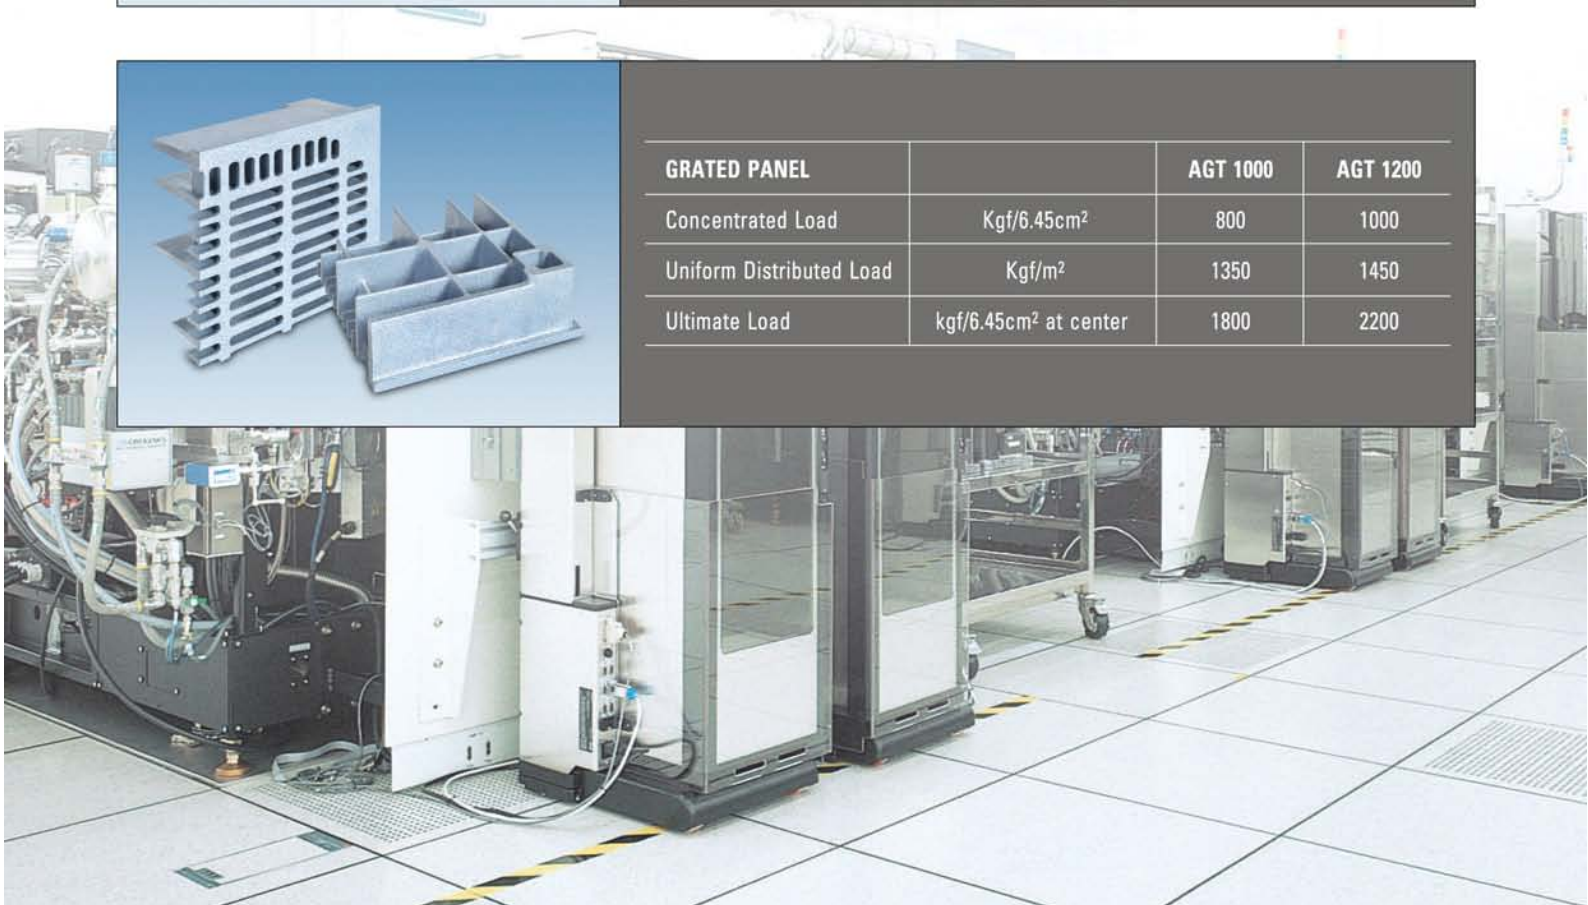 GRATED PANEL AGT 1000 AGT 1200
Concentrated Load Kgf/6.45cm² 800 1000
Uniform Distributed Load Kgf/m² 1350 1450
Ultimate Load kgf/6.45cm² at center 1800 2200